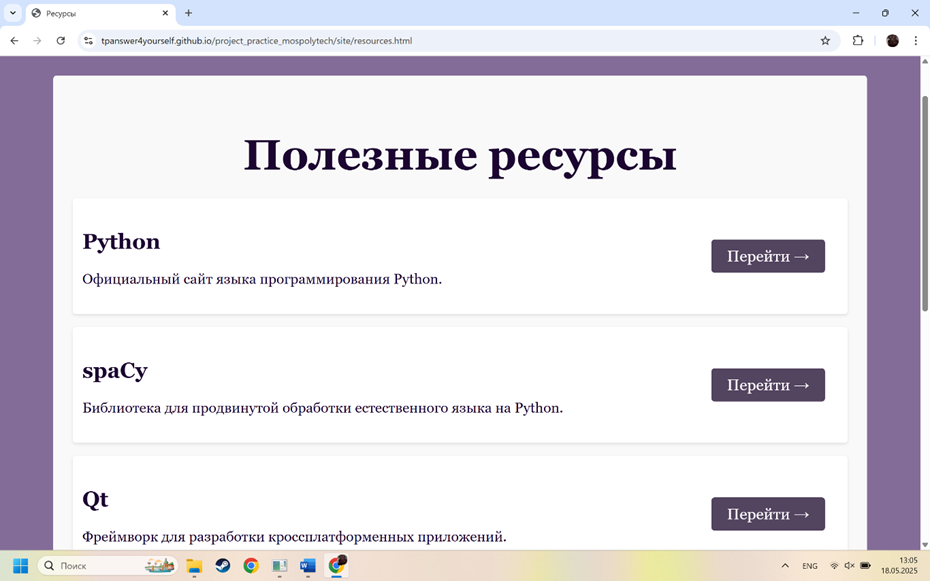 Ресурсы
tpanswer4yourself.github.io/project_practice_mospolytech/site/resources.html
Полезные ресурсы
Python
Официальный сайт языка программирования Python.
Перейти →
spaCy
Библиотека для продвинутой обработки естественного языка на Python.
Перейти →
Qt
Фреймворк для разработки кроссплатформенных приложений.
Перейти →
Поиск
ENG
13:05
18.05.2025